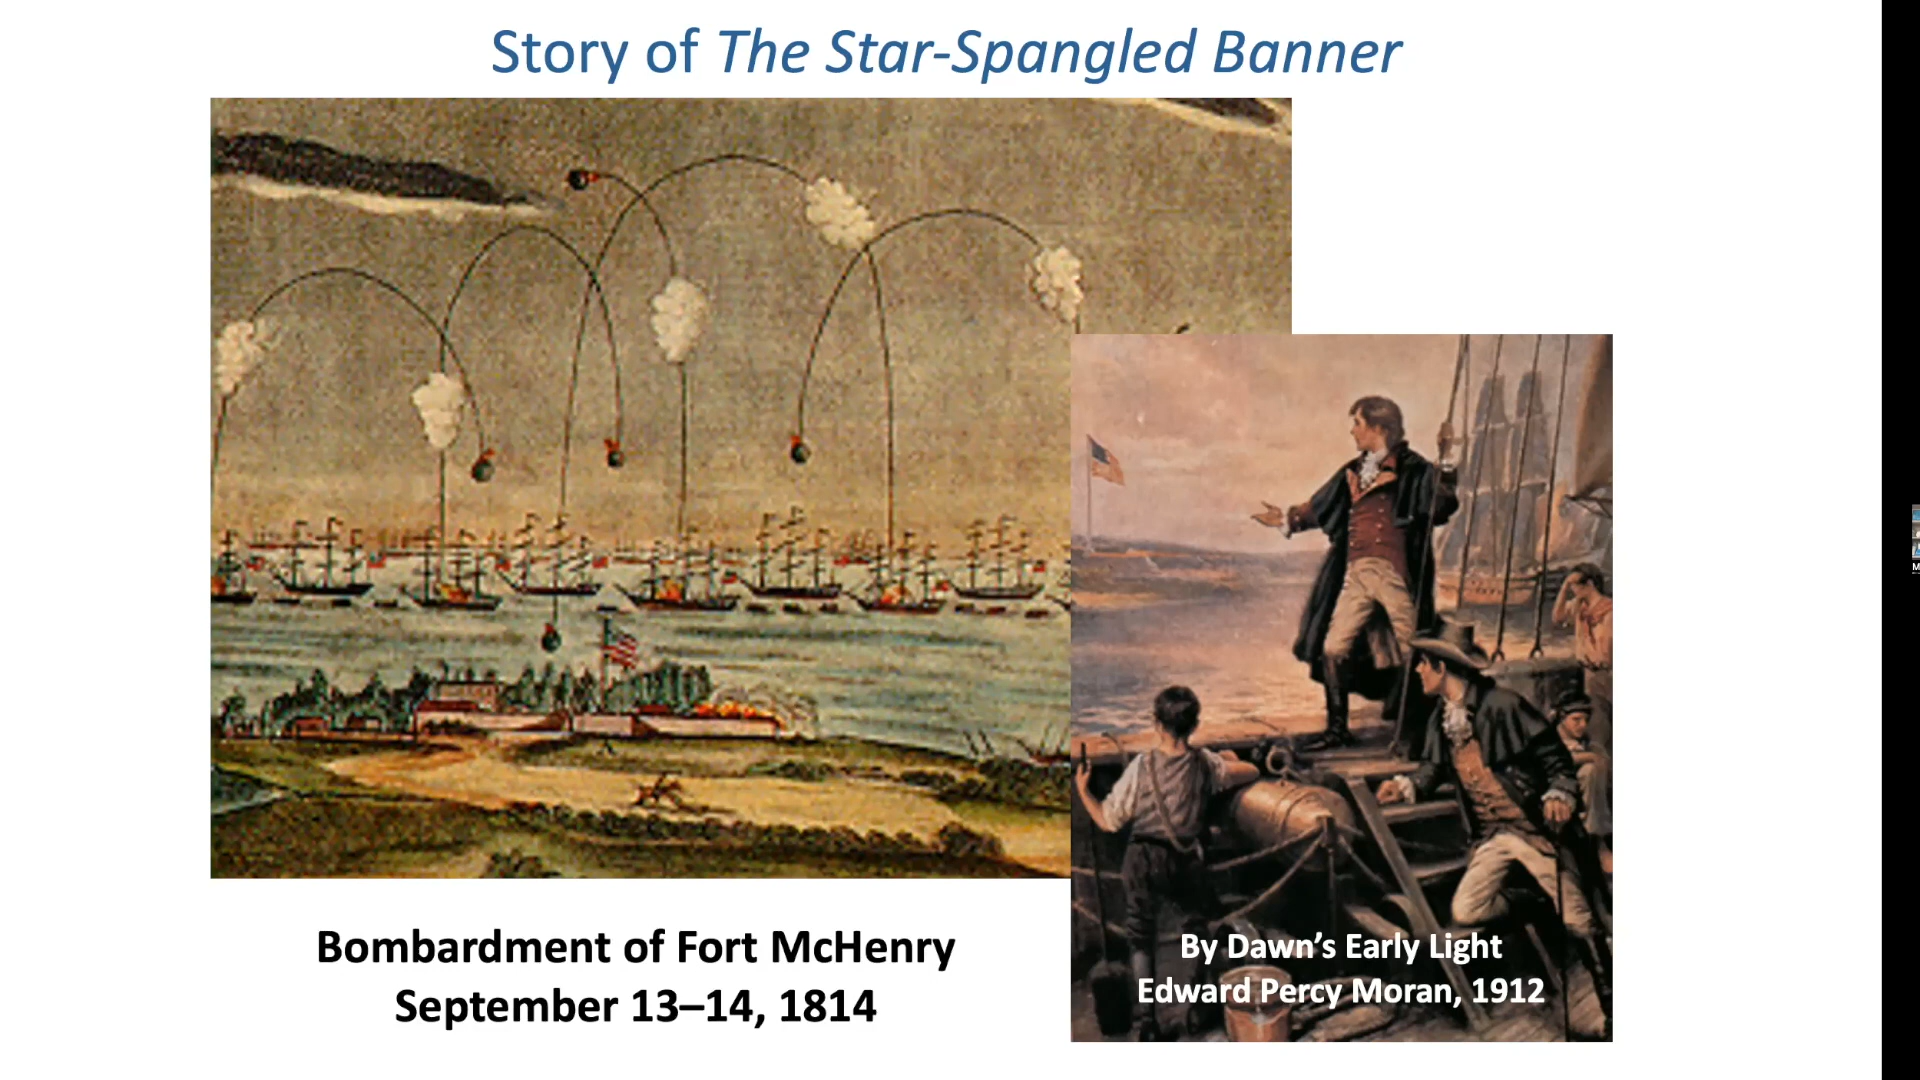 Story of The Star-Spangled Banner
Bombardment of Fort McHenry
September 13–14, 1814
By Dawn’s Early Light
Edward Percy Moran, 1912
M